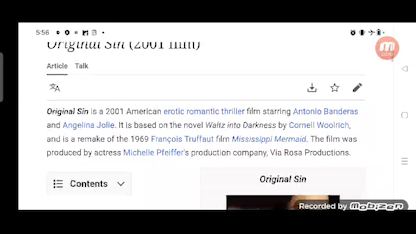 5:56
Original Sin (2001 film)
Article Talk
Original Sin is a 2001 American erotic romantic thriller film starring Antonio Banderas
and Angelina Jolie. It is based on the novel Waltz into Darkness by Cornell Woolrich,
and is a remake of the 1969 François Truffaut film Mississippi Mermaid. The film was
produced by actress Michelle Pfeiffer's production company, Via Rosa Productions.
Contents
Original Sin
Recorded by mobizen